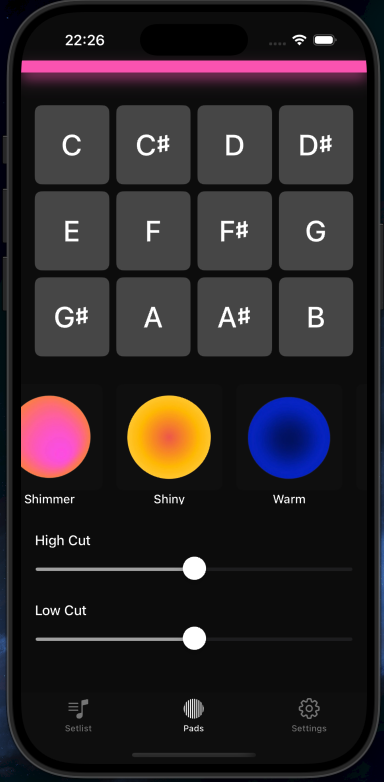 22:26
C C♯ D D♯
E F F♯ G
G♯ A A♯ B
Shimmer Shiny Warm
High Cut
Low Cut
Setlist Pads Settings